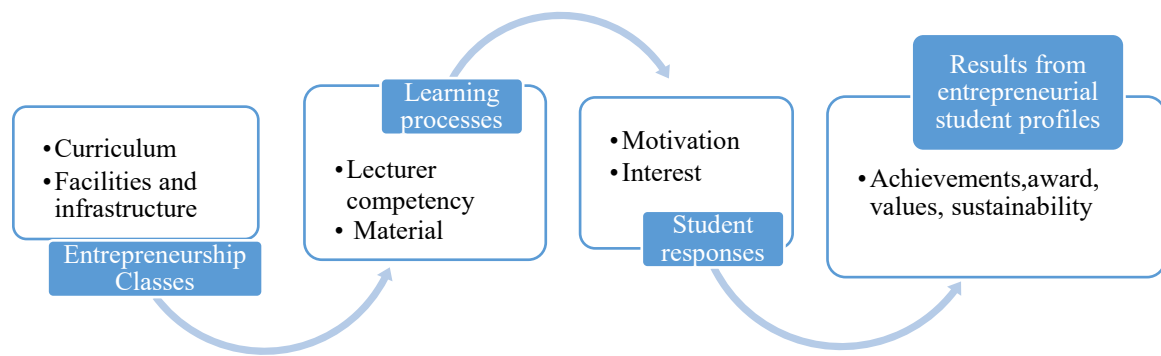 •Curriculum
•Facilities and
infrastructure
Entrepreneurship
Classes
Learning
processes
•Lecturer
competency
• Material
•Motivation
•Interest
Student
responses
Results from
entrepreneurial
student profiles
•Achievements,award,
values, sustainability